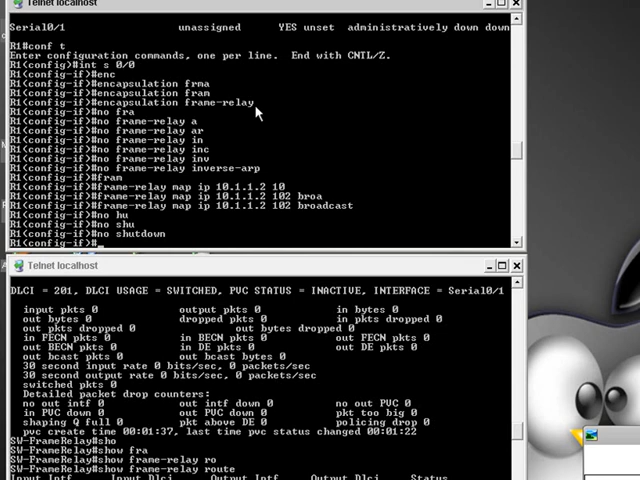 Telnet localhost
Serial0/1 unassigned YES unset administratively down down
R1#conf t
Enter configuration commands, one per line. End with CNTL/Z.
R1(config)#int s 0/0
R1(config-if)#enc
R1(config-if)#encapsulation frma
R1(config-if)#encapsulation fram
R1(config-if)#encapsulation frame-relay
R1(config-if)#no fra
R1(config-if)#no frame-relay a
R1(config-if)#no frame-relay ar
R1(config-if)#no frame-relay in
R1(config-if)#no frame-relay inc
R1(config-if)#no frame-relay inv
R1(config-if)#no frame-relay inverse-arp
R1(config-if)#fram
R1(config-if)#frame-relay map ip 10.1.1.2 10
R1(config-if)#frame-relay map ip 10.1.1.2 102 broa
R1(config-if)#frame-relay map ip 10.1.1.2 102 broadcast
R1(config-if)#no hu
R1(config-if)#no shu
R1(config-if)#no shutdown
R1(config-if)#_
Telnet localhost
DLCI = 201, DLCI USAGE = SWITCHED, PVC STATUS = INACTIVE, INTERFACE = Serial0/1
input pkts 0 output pkts 0 in bytes 0
out bytes 0 dropped pkts 0 in pkts dropped 0
out pkts dropped 0 out bytes dropped 0
in FECN pkts 0 in BECN pkts 0 out FECN pkts 0
out BECN pkts 0 in DE pkts 0 out DE pkts 0
out bcast pkts 0 out bcast bytes 0
30 second input rate 0 bits/sec, 0 packets/sec
30 second output rate 0 bits/sec, 0 packets/sec
switched pkts 0
Detailed packet drop counters:
no out intf 0 out intf down 0 no out PVC 0
in PVC down 0 out PVC down 0 pkt too big 0
shaping Q full 0 pkt above DE 0 policing drop 0
pvc create time 00:01:37, last time pvc status changed 00:01:22
SW-FrameRelay#sho
SW-FrameRelay#show fra
SW-FrameRelay#show frame-relay ro
SW-FrameRelay#show frame-relay route
Input Intf Input Dlci Output Intf Output Dlci Status